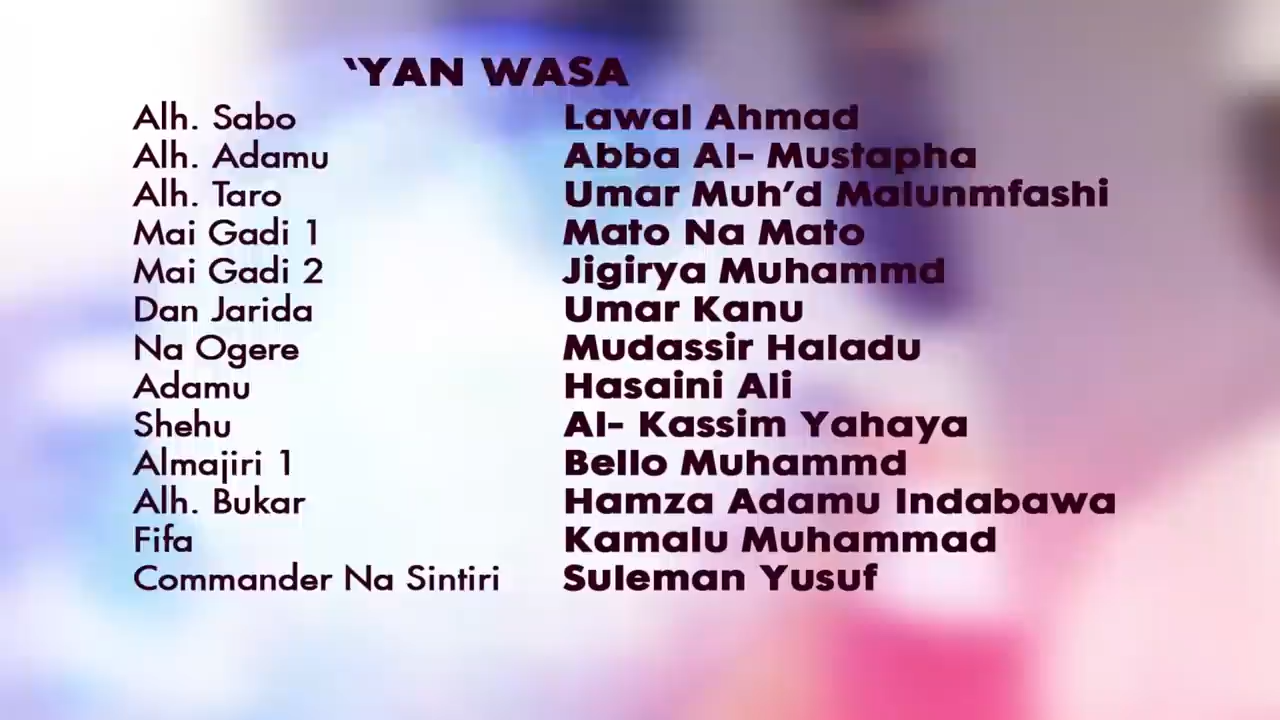 ‘YAN WASA
Alh. Sabo Lawal Ahmad
Alh. Adamu Abba Al- Mustapha
Alh. Taro Umar Muh’d Malunmfashi
Mai Gadi 1 Mato Na Mato
Mai Gadi 2 Jigirya Muhammd
Dan Jarida Umar Kanu
Na Ogere Mudassir Haladu
Adamu Hasaini Ali
Shehu Al- Kassim Yahaya
Almajiri 1 Bello Muhammd
Alh. Bukar Hamza Adamu Indabawa
Fifa Kamalu Muhammad
Commander Na Sintiri Suleman Yusuf